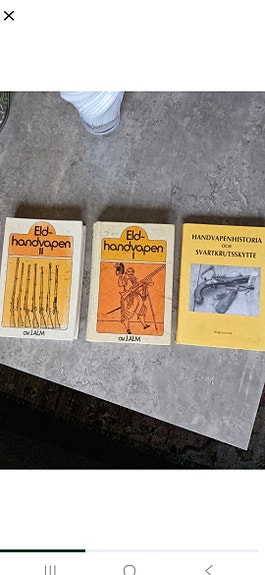 Eld-
handvapen
II
av J.ALM
Eld-
handvapen
I
av J.ALM
HANDVAPENHISTORIA
OCH
SVARTKRUTSSKYTTE